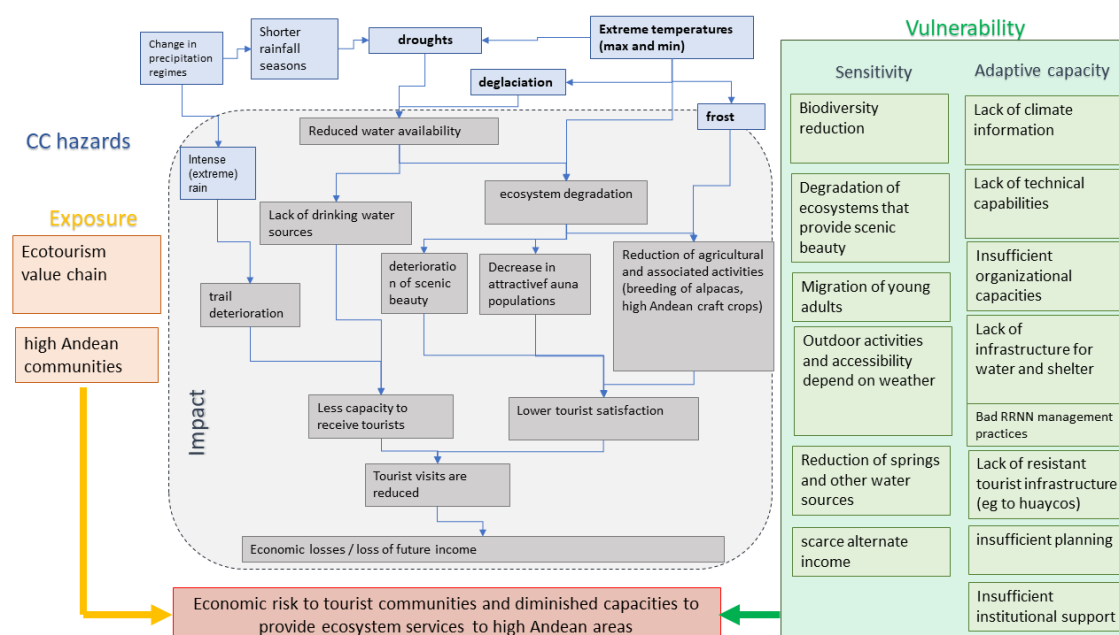 Vulnerability
Shorter
rainfall
seasons
droughts
Extreme temperatures
(max and min)
Change in
precipitation
regimes
deglaciation
Sensitivity
Adaptive capacity
frost
Reduced water availability
CC hazards
Intense
(extreme)
rain
ecosystem degradation
Exposure
Lack of drinking water
sources
Ecotourism
value chain
deterioratio
n of scenic
beauty
Decrease in
attractivef auna
populations
Reduction of agricultural
and associated activities
(breeding of alpacas,
high Andean craft crops)
trail
deterioration
high Andean
communities
Impact
Less capacity to
receive tourists
Lower tourist satisfaction
Tourist visits are
reduced
Economic losses / loss of future income
Economic risk to tourist communities and diminished capacities to
provide ecosystem services to high Andean areas
Biodiversity
reduction
Degradation of
ecosystems that
provide scenic
beauty
Migration of young
adults
Outdoor activities
and accessibility
depend on weather
Reduction of springs
and other water
sources
scarce alternate
income
Lack of climate
information
Lack of technical
capabilities
Insufficient
organizational
capacities
Lack of
infrastructure for
water and shelter
Bad RRNN management
practices
Lack of resistant
tourist infrastructure
(eg to huaycos)
insufficient planning
Insufficient
institutional support